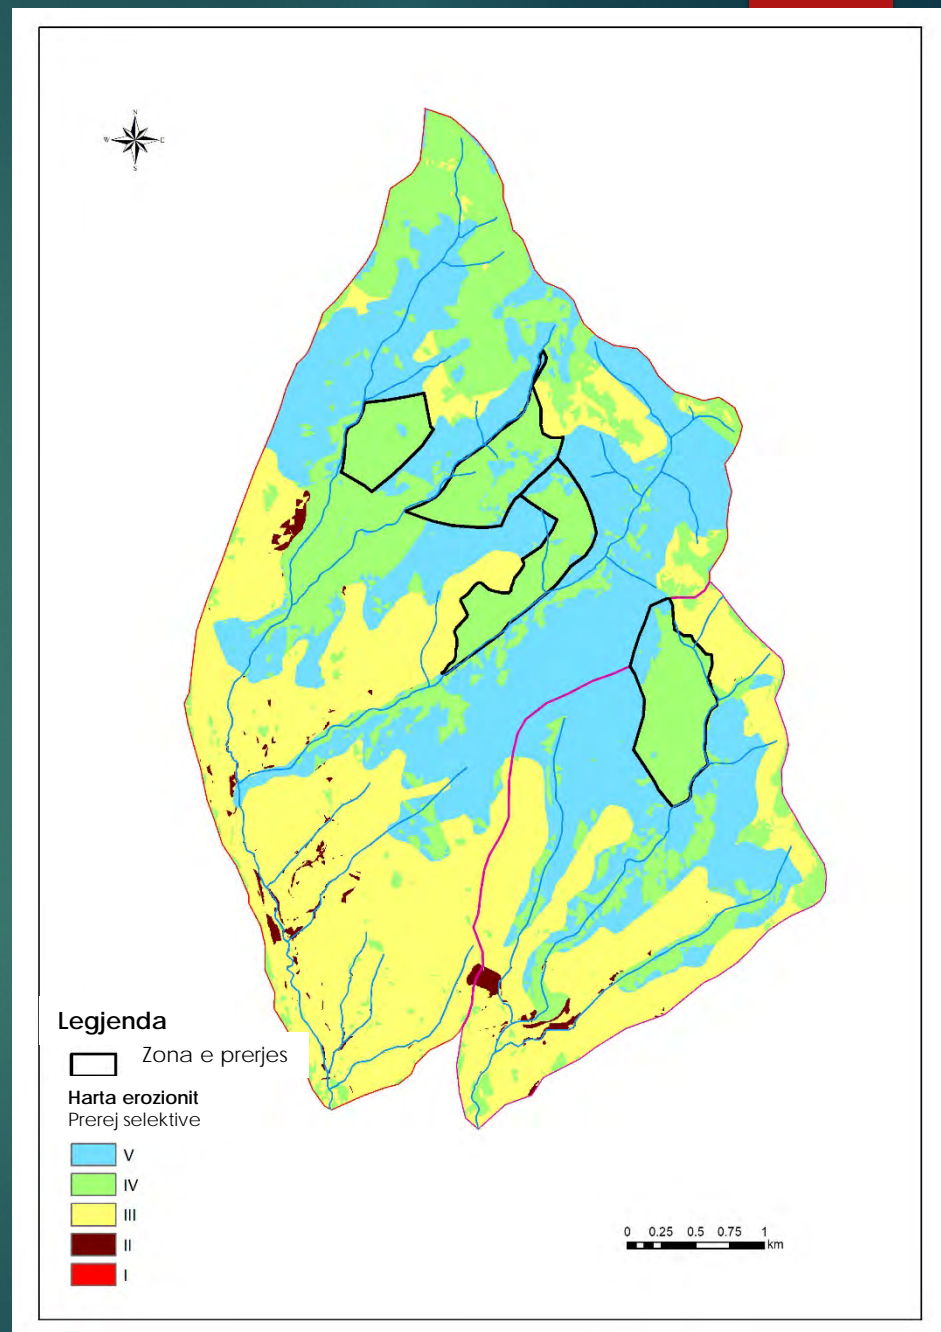 N
W E
S
Legjenda
Zona e prerjes
Harta erozionit
Prerej selektive
V
IV
III
II
I
0 0.25 0.5 0.75 1
km